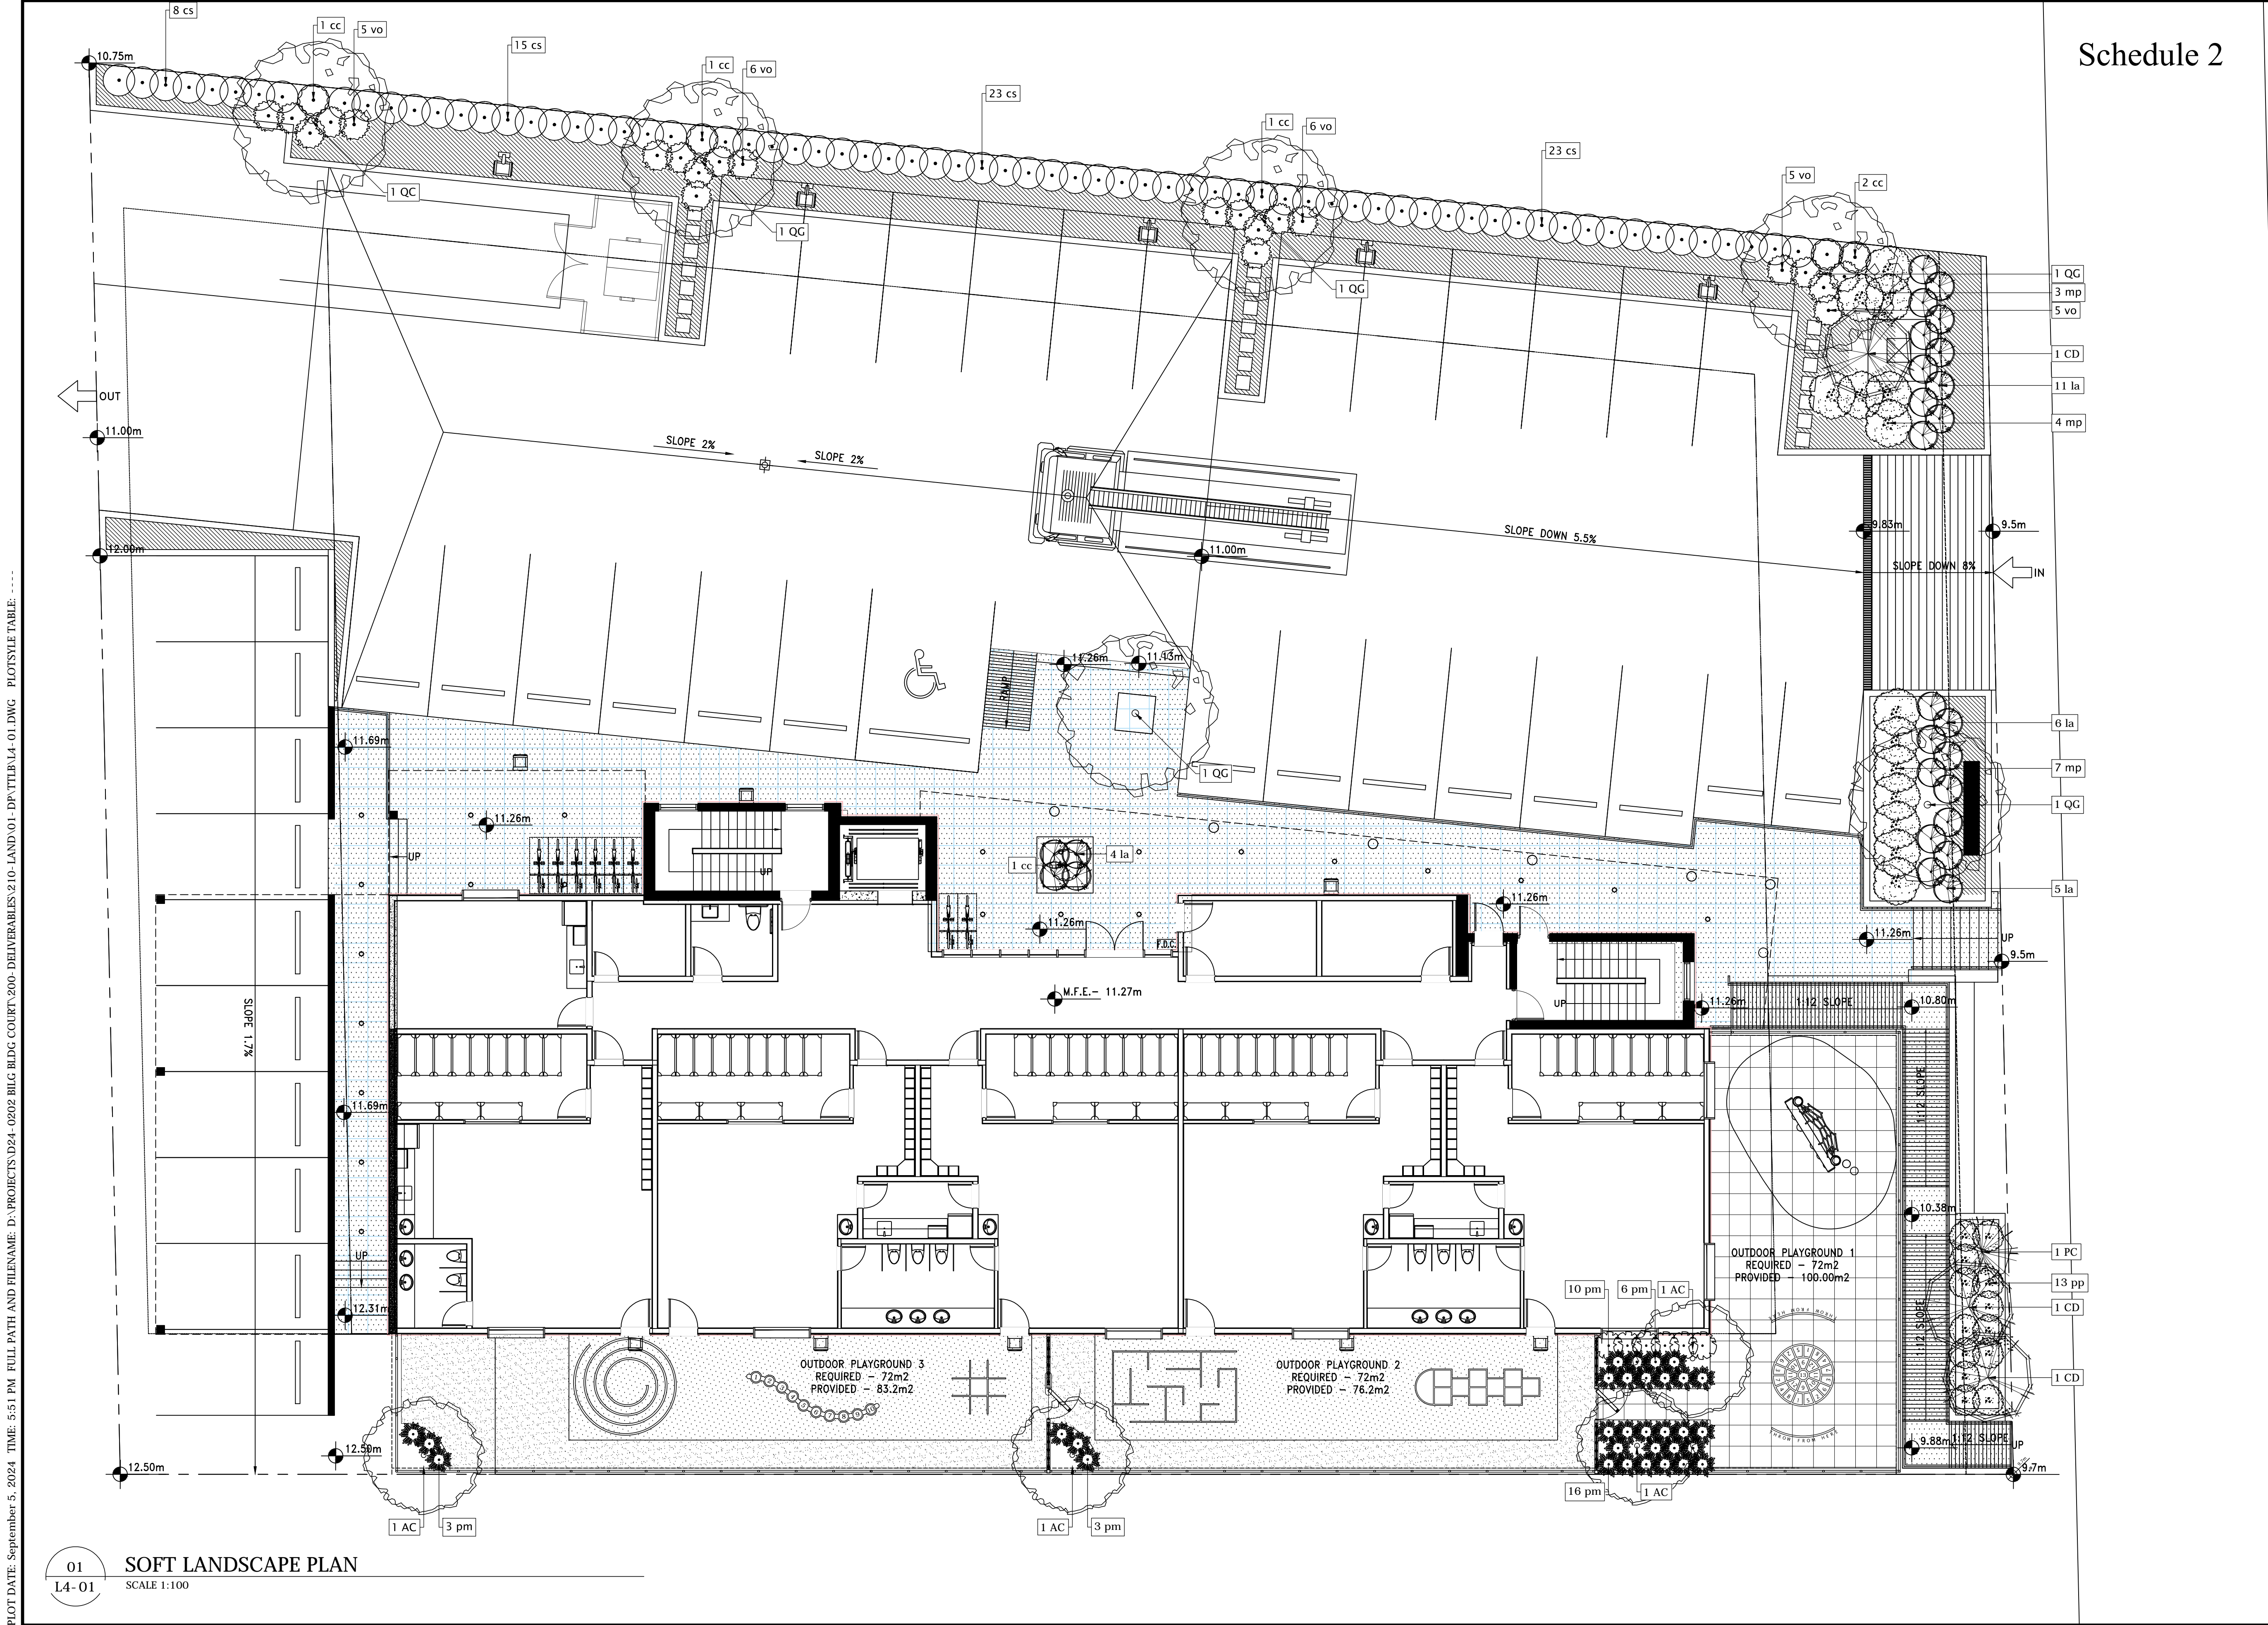 Schedule 2
8 cs
1 cc
5 vo
15 cs
1 cc
6 vo
23 cs
1 cc
6 vo
23 cs
5 vo
2 cc
10.75m
1 QC
1 QG
1 QG
1 QG
3 mp
5 vo
1 CD
11 la
4 mp
OUT
11.00m
SLOPE 2%
SLOPE 2%
12.00m
11.00m
SLOPE DOWN 5.5%
9.83m
9.5m
SLOPE DOWN 8%
IN
11.26m
11.13m
RAMP
11.69m
1 QG
6 la
7 mp
1 QG
5 la
11.26m
UP
UP
1 cc
4 la
11.26m
F.D.C.
11.26m
11.26m
UP
9.5m
M.F.E.- 11.27m
UP
11.26m
1:12 SLOPE
10.80m
SLOPE 1.7%
1:12 SLOPE
11.69m
10.38m
UP
OUTDOOR PLAYGROUND 1
REQUIRED - 72m2
PROVIDED - 100.00m2
1 PC
13 pp
1 CD
1 CD
12.31m
10 pm
6 pm
1 AC
1:12 SLOPE
THROW FROM HERE
OUTDOOR PLAYGROUND 3
REQUIRED - 72m2
PROVIDED - 83.2m2
OUTDOOR PLAYGROUND 2
REQUIRED - 72m2
PROVIDED - 76.2m2
THROW FROM HERE
12.50m
12.50m
9.88m
1:12 SLOPE
UP
9.7m
16 pm
1 AC
1 AC
3 pm
1 AC
3 pm
01
L4-01
SOFT LANDSCAPE PLAN
SCALE 1:100
PLOT DATE: September 5, 2024 TIME: 5:51 PM FULL PATH AND FILENAME: D:\PROJECTS\D24-0202 BILG BLDG COURT\200-DELIVERABLES\210-LAND\01-DP\TTLB\L4-01.DWG PLOTSYLE TABLE: ----